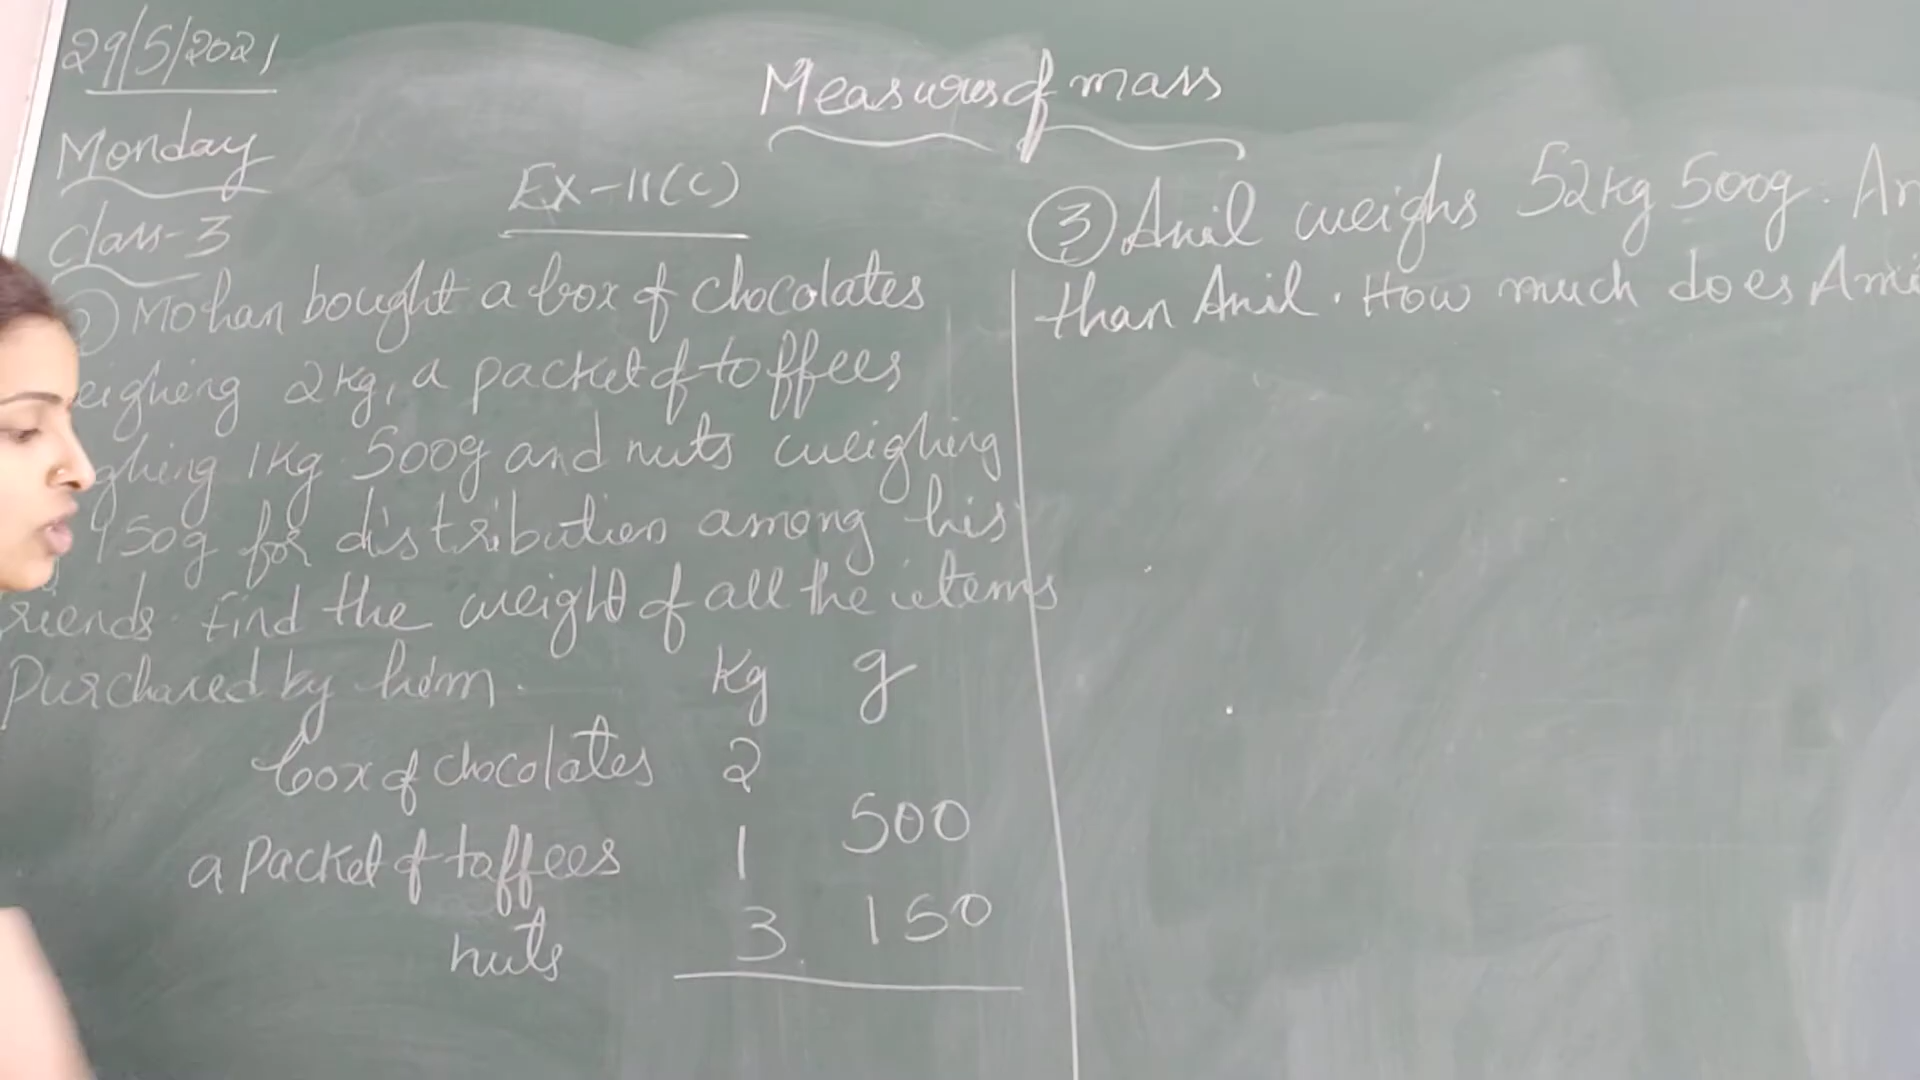 29/5/2021
Monday
Class-3
Measures of mass
Ex-11(C)
Mohan bought a box of chocolates
eighing 2kg, a packet of toffees
ghing 1kg 500g and nuts weighing
150g for distribution among his
riends. Find the weight of all the items
Purchased by him.
kg g
box of chocolates 2
a Packet of toffees 1 500
nuts 3 150
③ Anil weighs 52kg 500g. Am
than Anil. How much does Ami